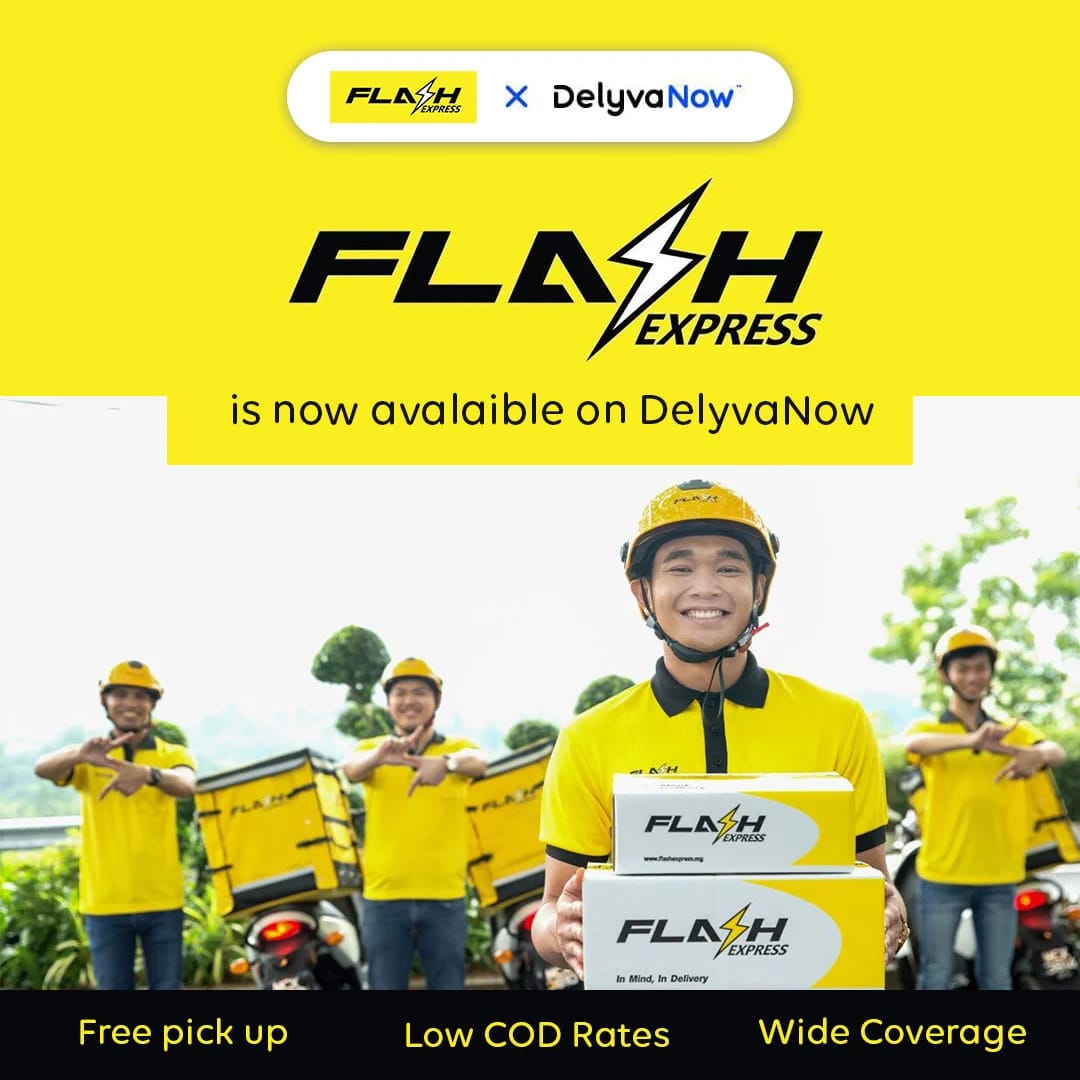 FLASH EXPRESS X DelyvaNow™
FLASH
EXPRESS
is now avalaible on DelyvaNow
FLASH
FLASH
FLASH
FLASH
FLASH
EXPRESS
www.flashexpress.my
FLASH
EXPRESS
In Mind, In Delivery
Free pick up Low COD Rates Wide Coverage